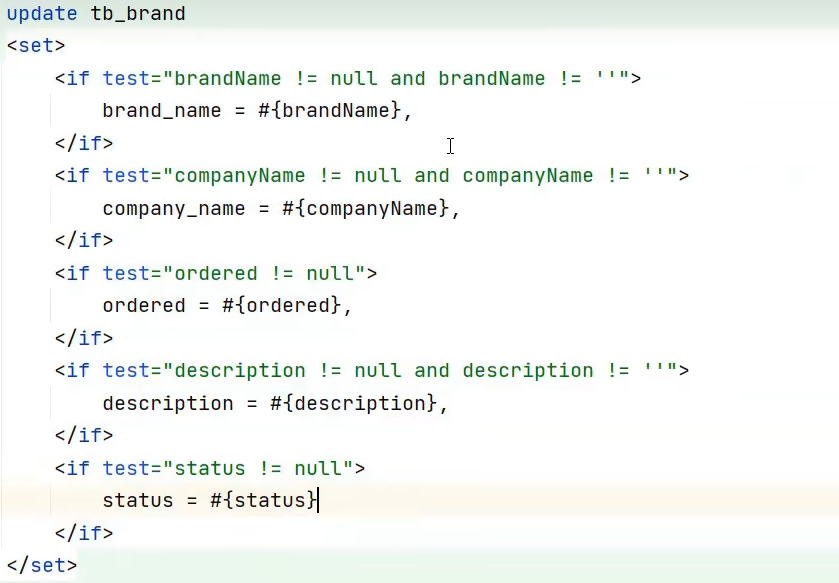 update tb_brand
<set>
    <if test="brandName != null and brandName != ''">
        brand_name = #{brandName},
    </if>
    <if test="companyName != null and companyName != ''">
        company_name = #{companyName},
    </if>
    <if test="ordered != null">
        ordered = #{ordered},
    </if>
    <if test="description != null and description != ''">
        description = #{description},
    </if>
    <if test="status != null">
        status = #{status}
    </if>
</set>